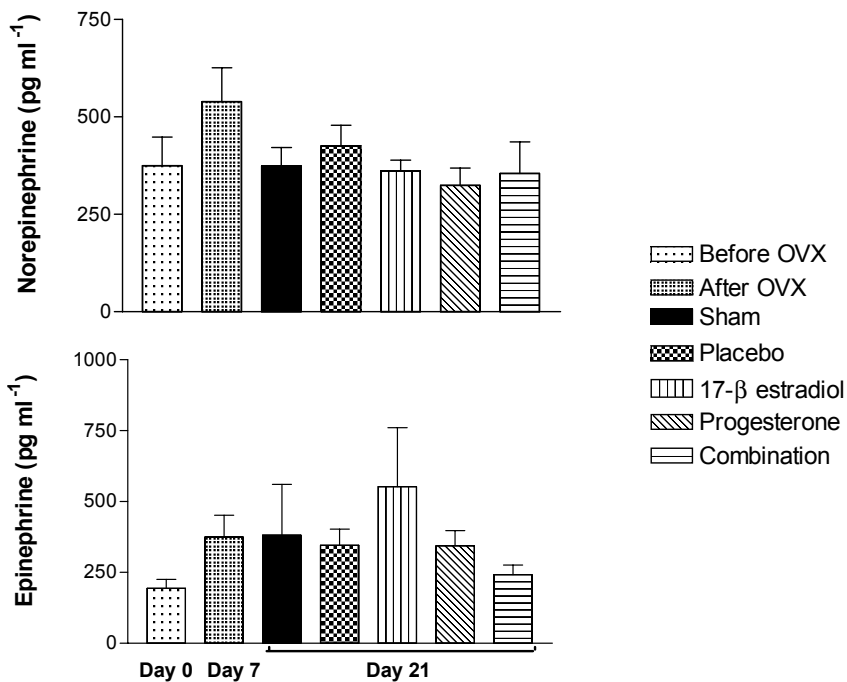 Norepinephrine (pg ml⁻¹)
750
500
250
0
Epinephrine (pg ml⁻¹)
1000
750
500
250
0
Day 0 Day 7 Day 21
Before OVX
After OVX
Sham
Placebo
17-β estradiol
Progesterone
Combination